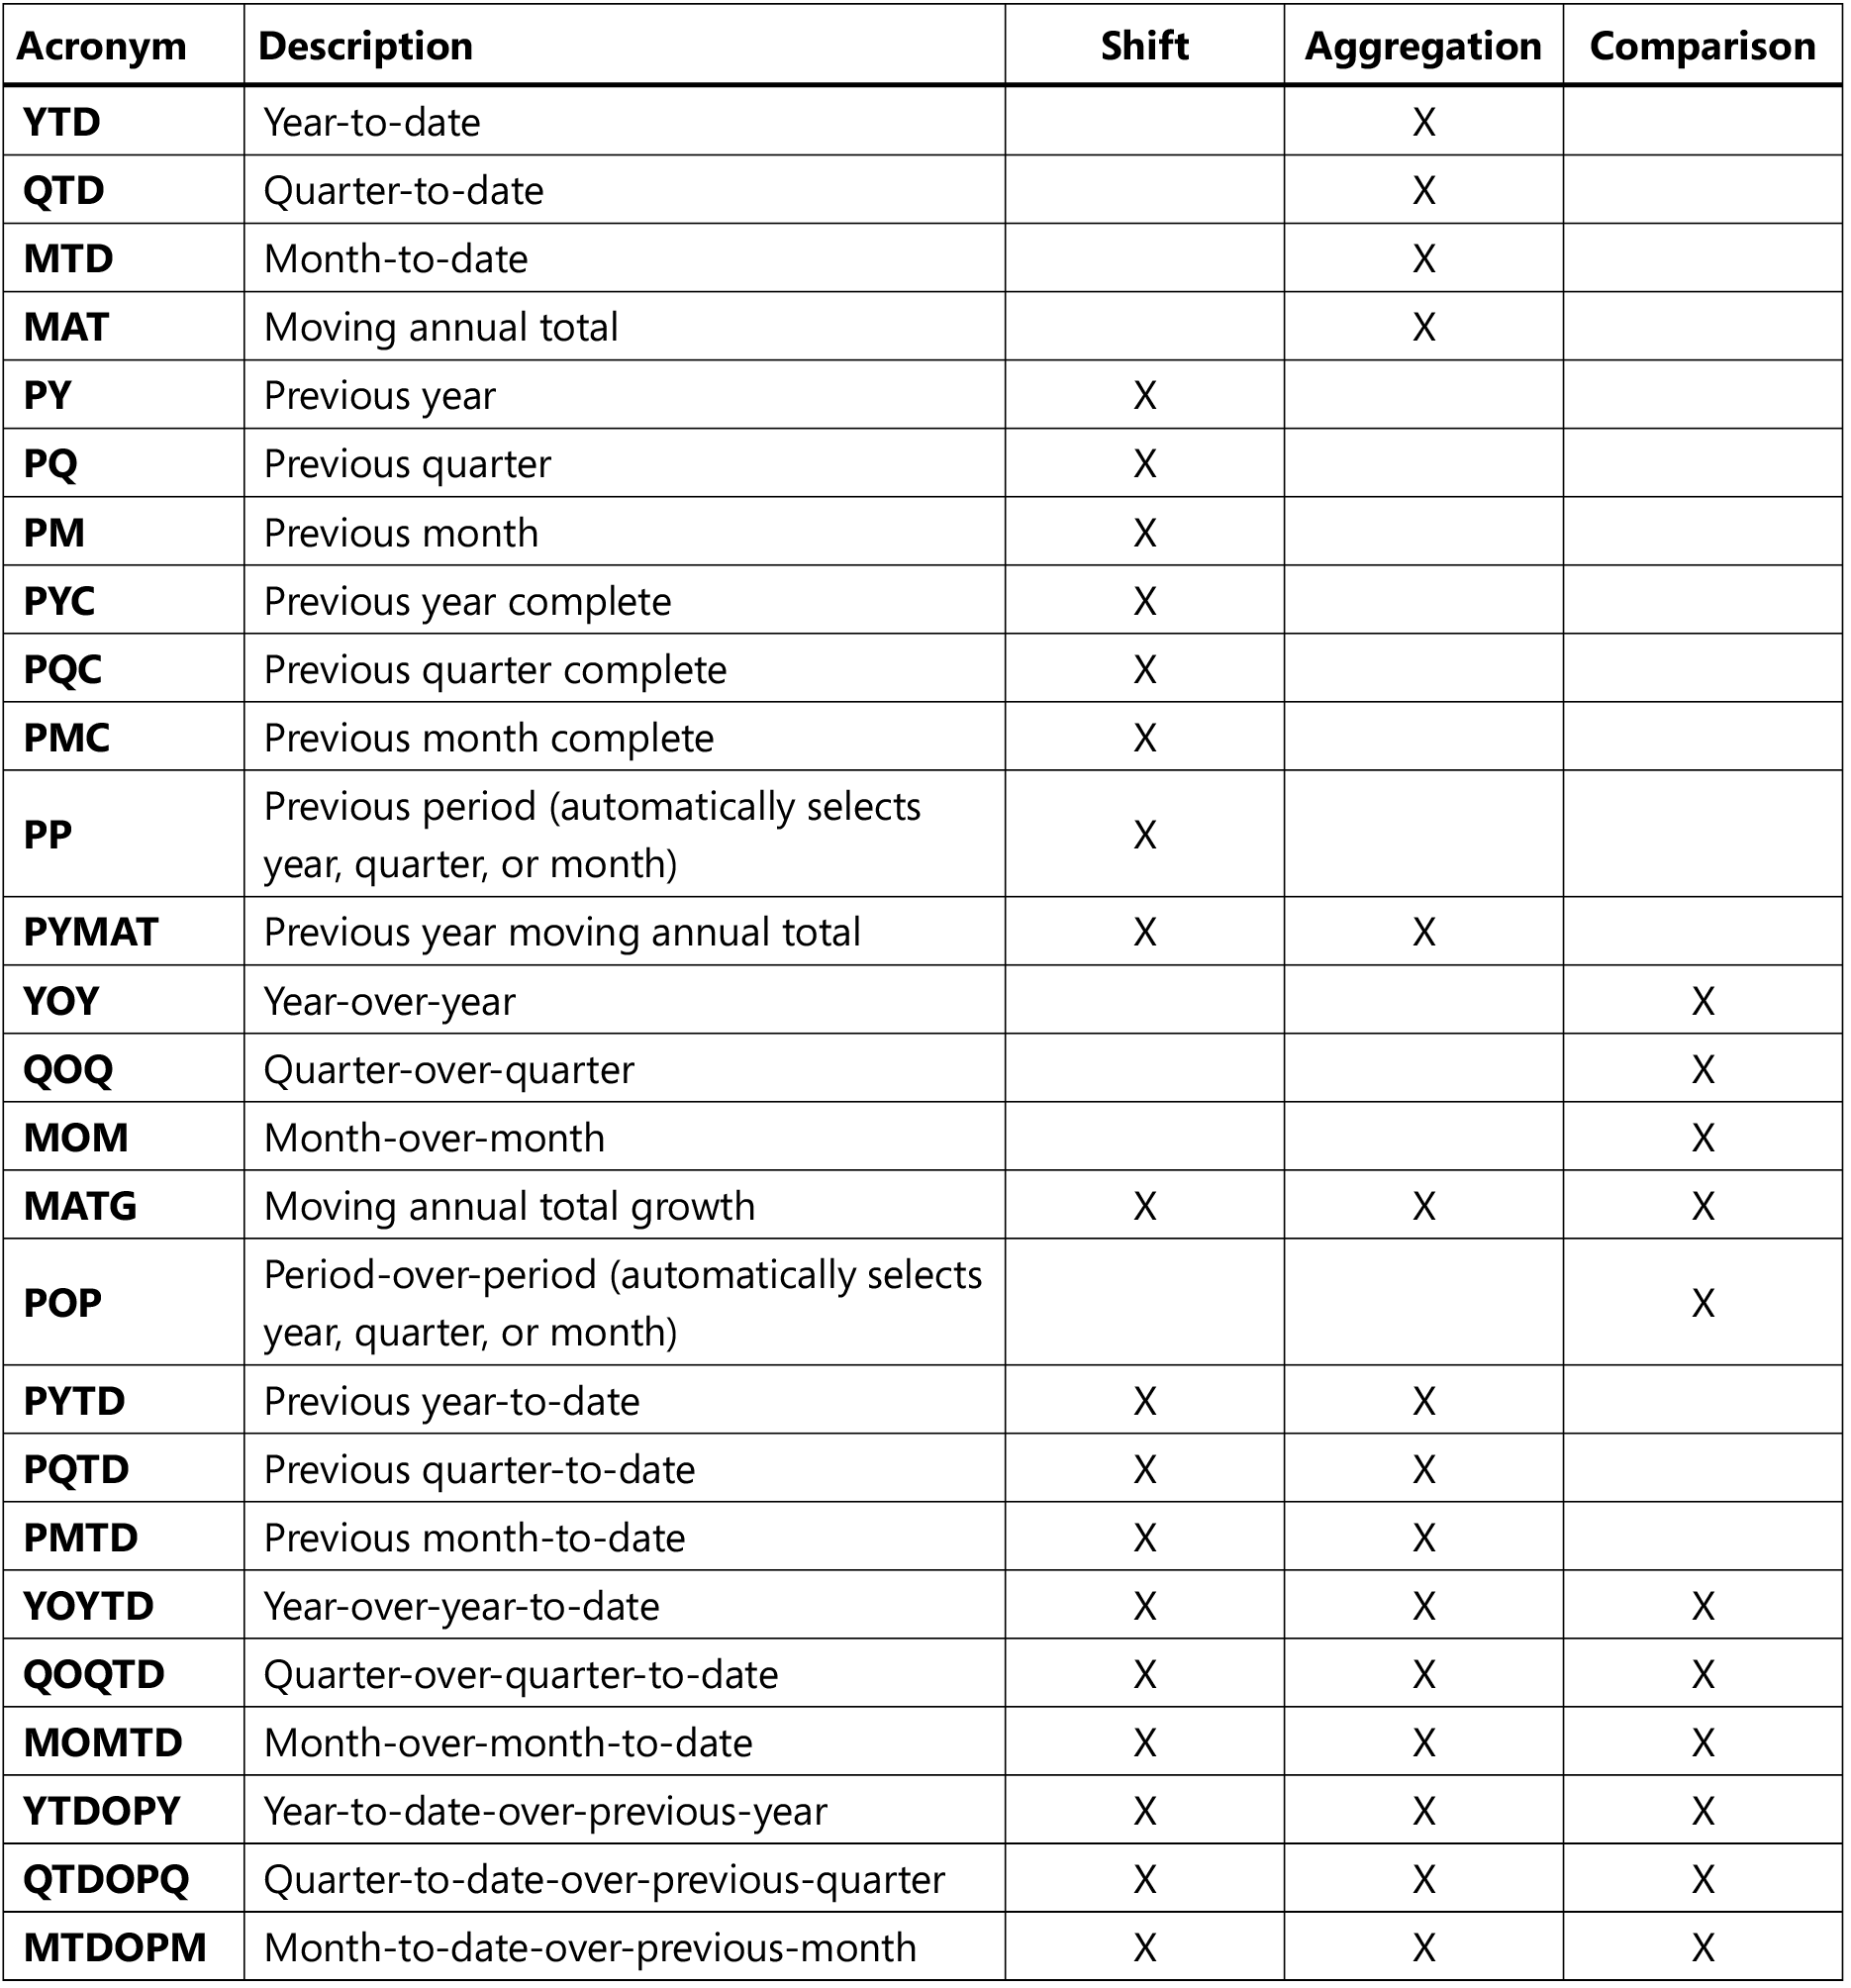 Acronym Description Shift Aggregation Comparison
YTD Year-to-date X
QTD Quarter-to-date X
MTD Month-to-date X
MAT Moving annual total X
PY Previous year X
PQ Previous quarter X
PM Previous month X
PYC Previous year complete X
PQC Previous quarter complete X
PMC Previous month complete X
PP Previous period (automatically selects
year, quarter, or month) X
PYMAT Previous year moving annual total X X
YOY Year-over-year X
QOQ Quarter-over-quarter X
MOM Month-over-month X
MATG Moving annual total growth X X X
POP Period-over-period (automatically selects
year, quarter, or month) X
PYTD Previous year-to-date X X
PQTD Previous quarter-to-date X X
PMTD Previous month-to-date X X
YOYTD Year-over-year-to-date X X X
QOQTD Quarter-over-quarter-to-date X X X
MOMTD Month-over-month-to-date X X X
YTDOPY Year-to-date-over-previous-year X X X
QTDOPQ Quarter-to-date-over-previous-quarter X X X
MTDOPM Month-to-date-over-previous-month X X X